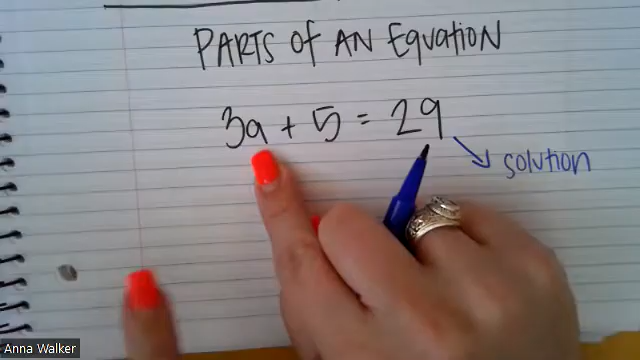 PARTS of AN Equation
3a + 5 = 29
solution
Anna Walker